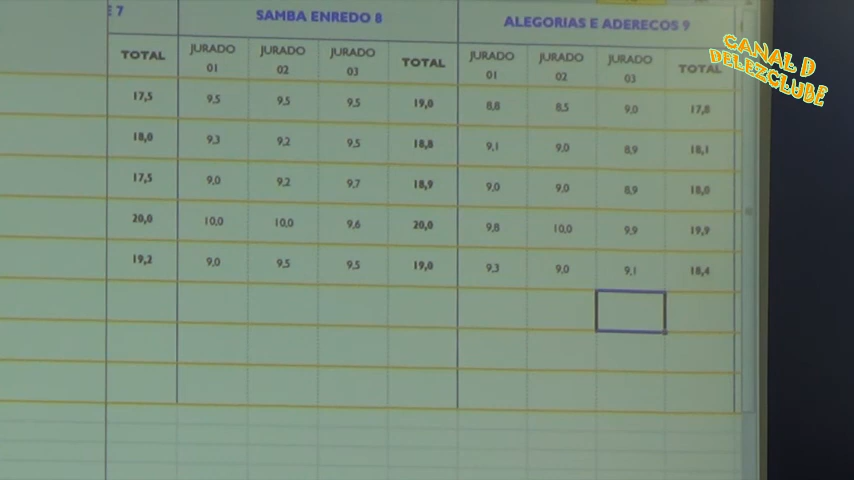 E 7 SAMBA ENREDO 8 ALEGORIAS E ADERECOS 9
TOTAL JURADO 01 JURADO 02 JURADO 03 TOTAL JURADO 01 JURADO 02 JURADO 03 TOTAL
17,5 9,5 9,5 9,5 19,0 8,8 8,5 9,0 17,8
18,0 9,3 9,2 9,5 18,8 9,1 9,0 8,9 18,1
17,5 9,0 9,2 9,7 18,9 9,0 9,0 8,9 18,0
20,0 10,0 10,0 9,6 20,0 9,8 10,0 9,9 19,9
19,2 9,0 9,5 9,5 19,0 9,3 9,0 9,1 18,4
CANAL D
DELEZCLUBE